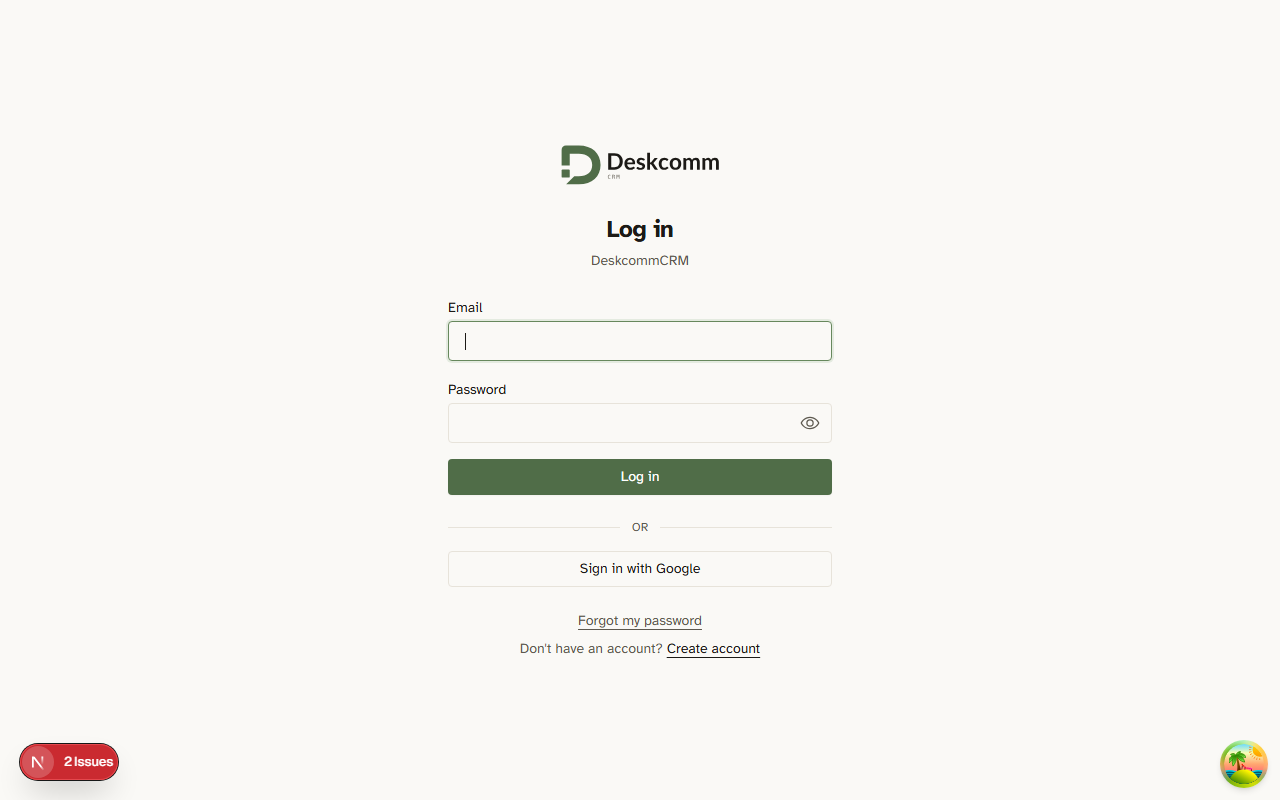 Deskcomm
CRM
Log in
DeskcommCRM
Email
Password
Log in
OR
Sign in with Google
Forgot my password
Don't have an account? Create account
N 2 Issues